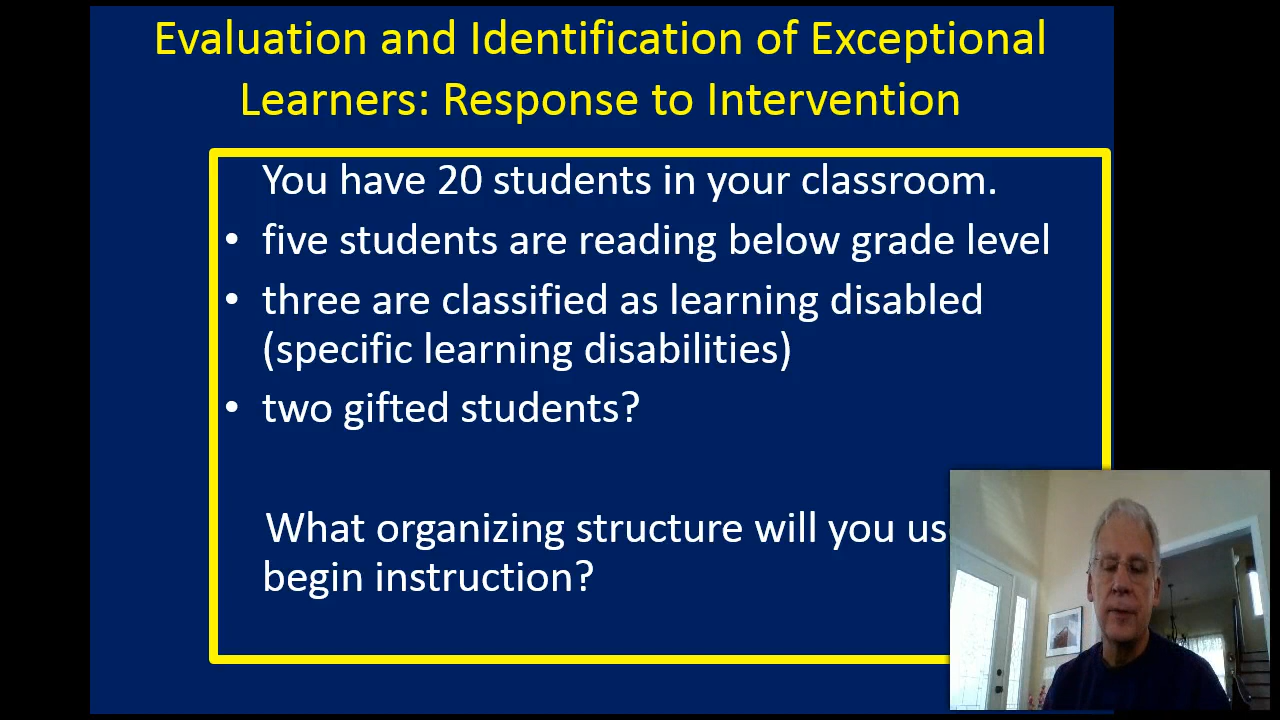 Evaluation and Identification of Exceptional
Learners: Response to Intervention
You have 20 students in your classroom.
• five students are reading below grade level
• three are classified as learning disabled
(specific learning disabilities)
• two gifted students?
What organizing structure will you us
begin instruction?